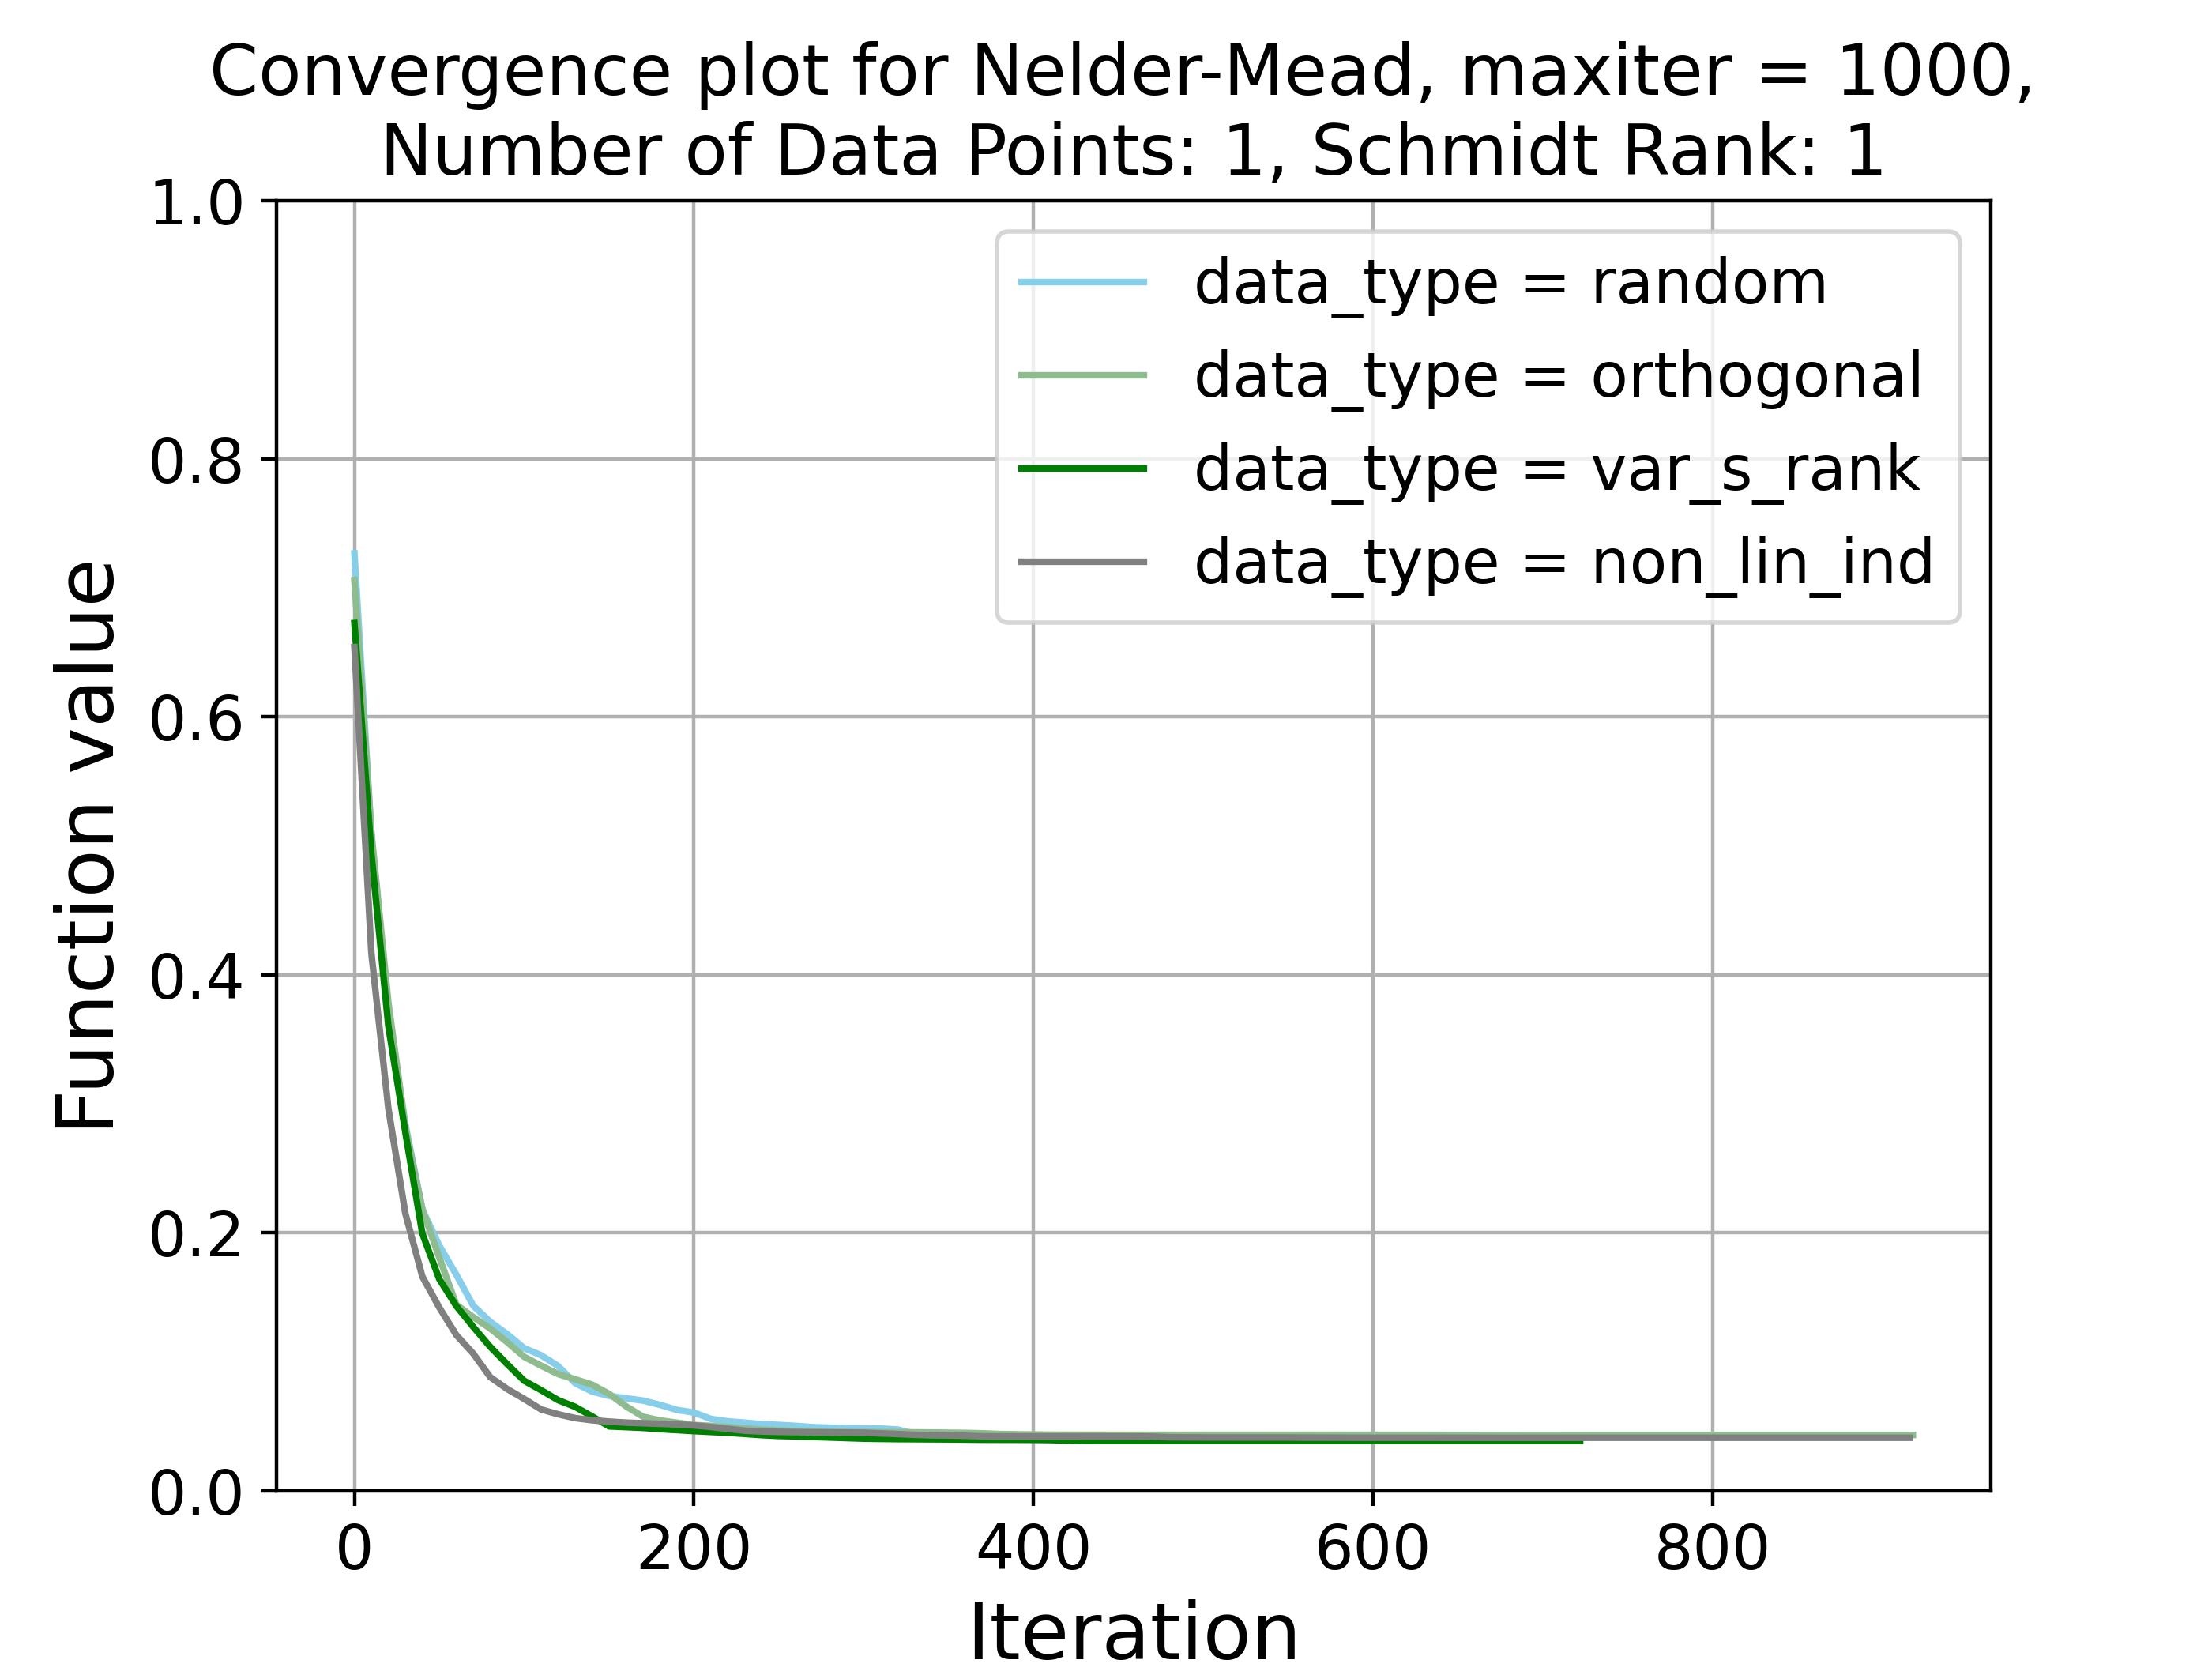 Convergence plot for Nelder-Mead, maxiter = 1000,
Number of Data Points: 1, Schmidt Rank: 1
1.0
0.8
0.6
0.4
0.2
0.0
Function value
data_type = random
data_type = orthogonal
data_type = var_s_rank
data_type = non_lin_ind
0 200 400 600 800
Iteration